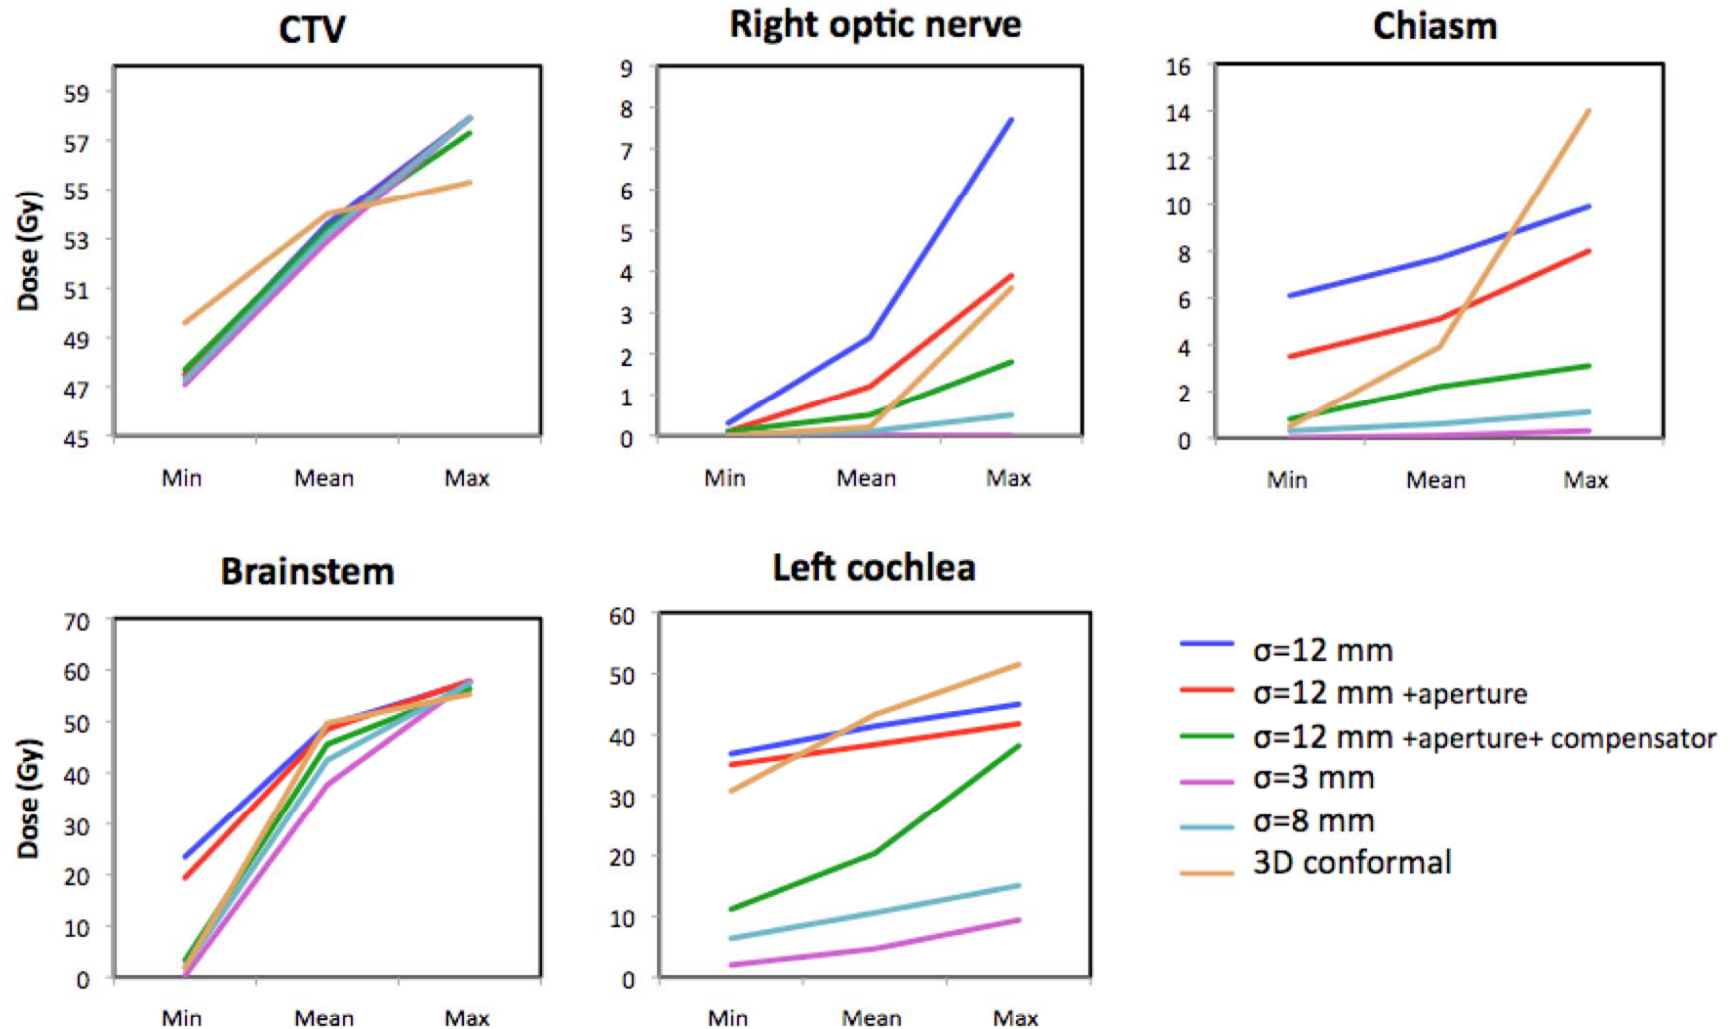 CTV
Right optic nerve
Chiasm
Dose (Gy)
59
57
55
53
51
49
47
45
Min Mean Max
9
8
7
6
5
4
3
2
1
0
Min Mean Max
16
14
12
10
8
6
4
2
0
Min Mean Max
Brainstem
Left cochlea
Dose (Gy)
70
60
50
40
30
20
10
0
Min Mean Max
60
50
40
30
20
10
0
Min Mean Max
σ=12 mm
σ=12 mm +aperture
σ=12 mm +aperture+ compensator
σ=3 mm
σ=8 mm
3D conformal